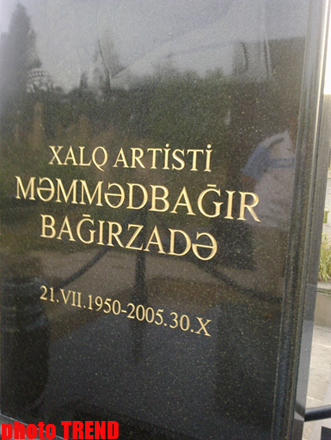 XALQ ARTİSTİ
MƏMMƏDBAĞIR
BAĞIRZADƏ
21.VII.1950-2005.30.X
photo TREND